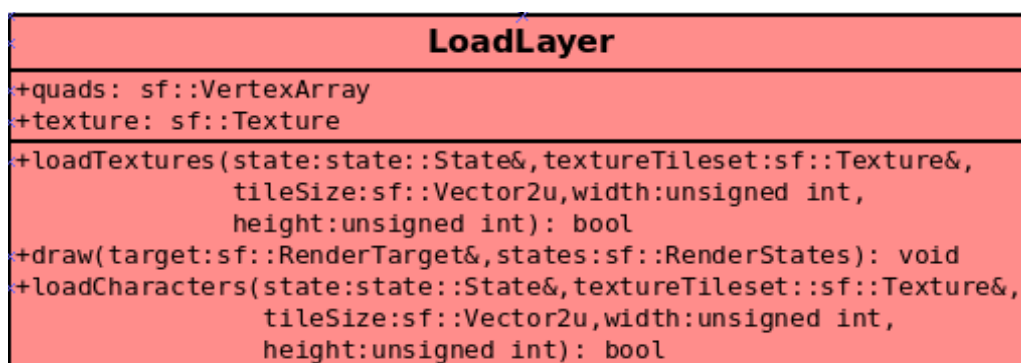 LoadLayer
+quads: sf::VertexArray
+texture: sf::Texture
+loadTextures(state:state::State&,textureTileset:sf::Texture&,
tileSize:sf::Vector2u,width:unsigned int,
height:unsigned int): bool
+draw(target:sf::RenderTarget&,states:sf::RenderStates): void
+loadCharacters(state:state::State&,textureTileset::sf::Texture&,
tileSize:sf::Vector2u,width:unsigned int,
height:unsigned int): bool